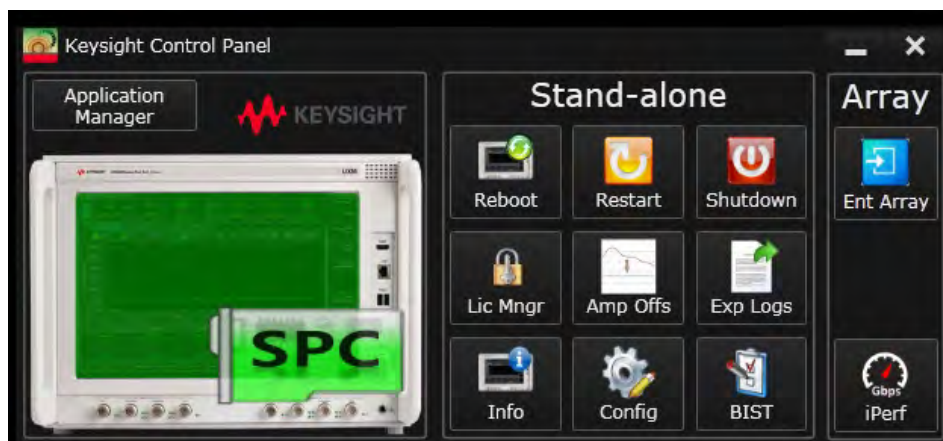 Keysight Control Panel
Application
Manager
KEYSIGHT
SPC
Stand-alone
Reboot
Restart
Shutdown
Lic Mngr
Amp Offs
Exp Logs
Info
Config
BIST
Array
Ent Array
Gbps
iPerf